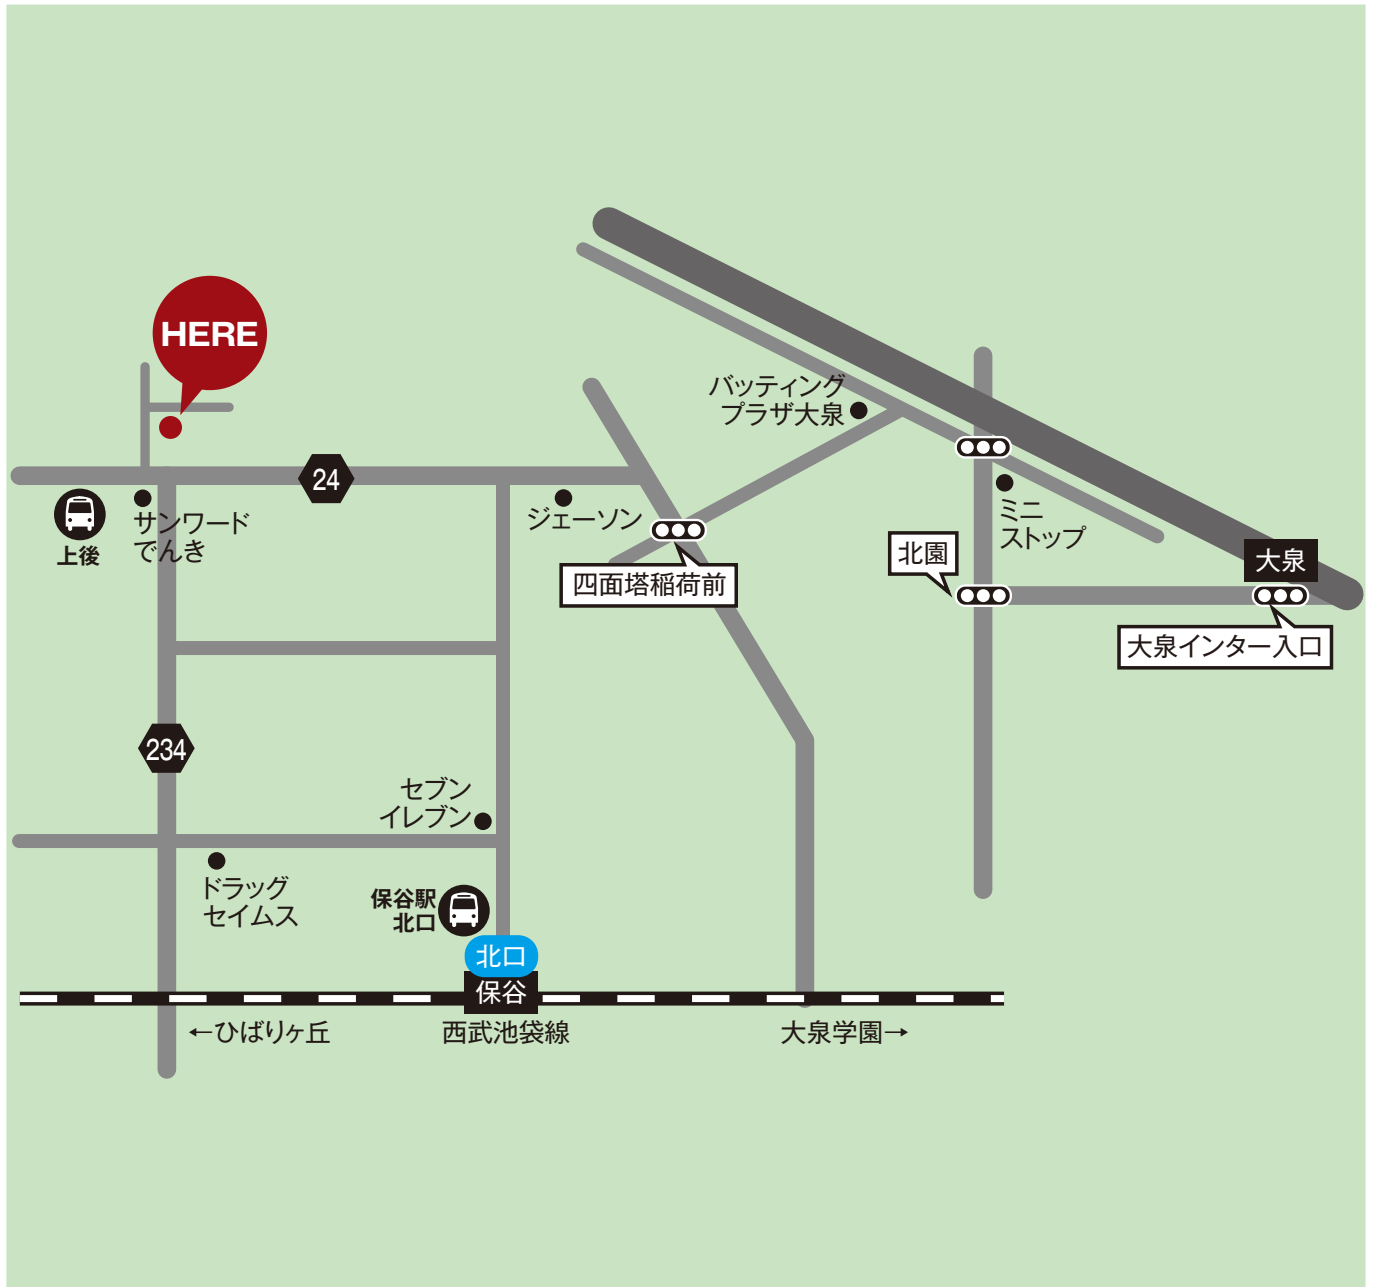 HERE
バッティング
プラザ大泉
24
ジェーソン
サンワード
でんき
上後
ミニ
ストップ
北園
大泉
四面塔稲荷前
大泉インター入口
234
セブン
イレブン
ドラッグ
セイムス
保谷駅
北口
北口
保谷
←ひばりヶ丘
西武池袋線
大泉学園→